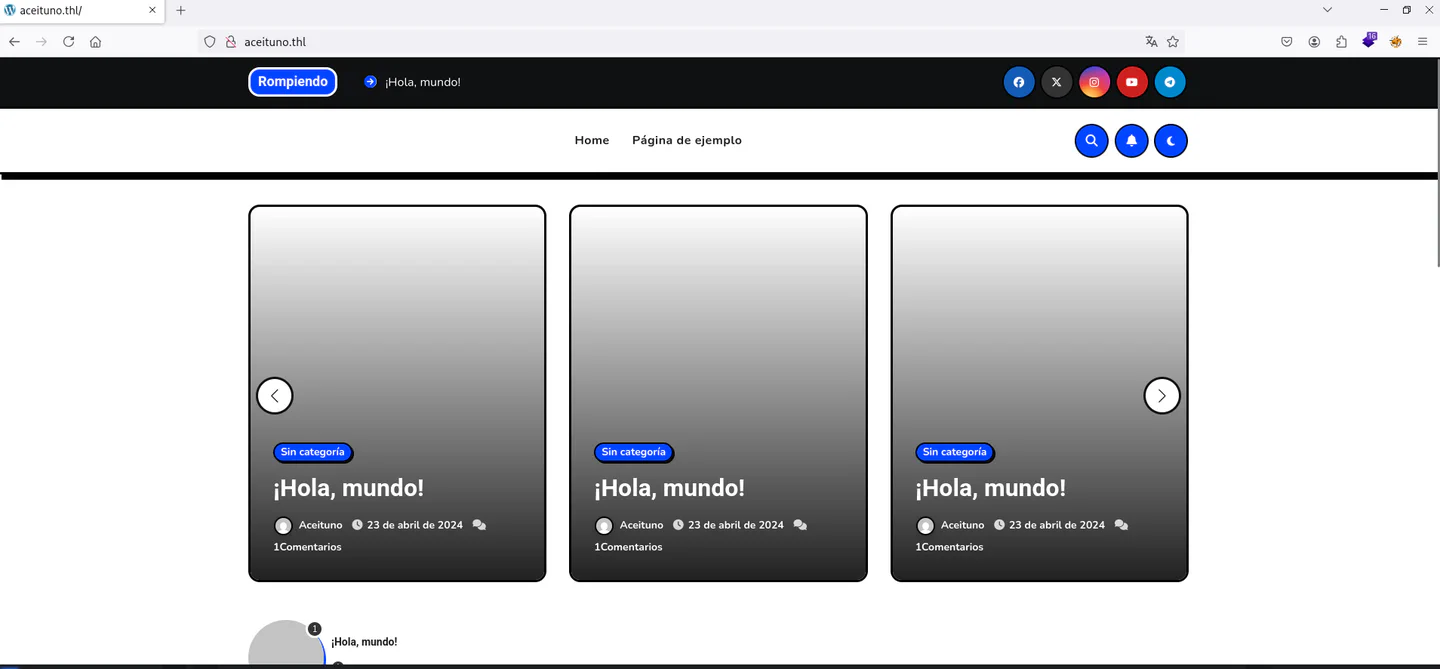 aceituno.thl/
aceituno.thl
16
Rompiendo ¡Hola, mundo!
Home Página de ejemplo
Sin categoría
¡Hola, mundo!
Aceituno 23 de abril de 2024
1Comentarios
Sin categoría
¡Hola, mundo!
Aceituno 23 de abril de 2024
1Comentarios
Sin categoría
¡Hola, mundo!
Aceituno 23 de abril de 2024
1Comentarios
1
¡Hola, mundo!